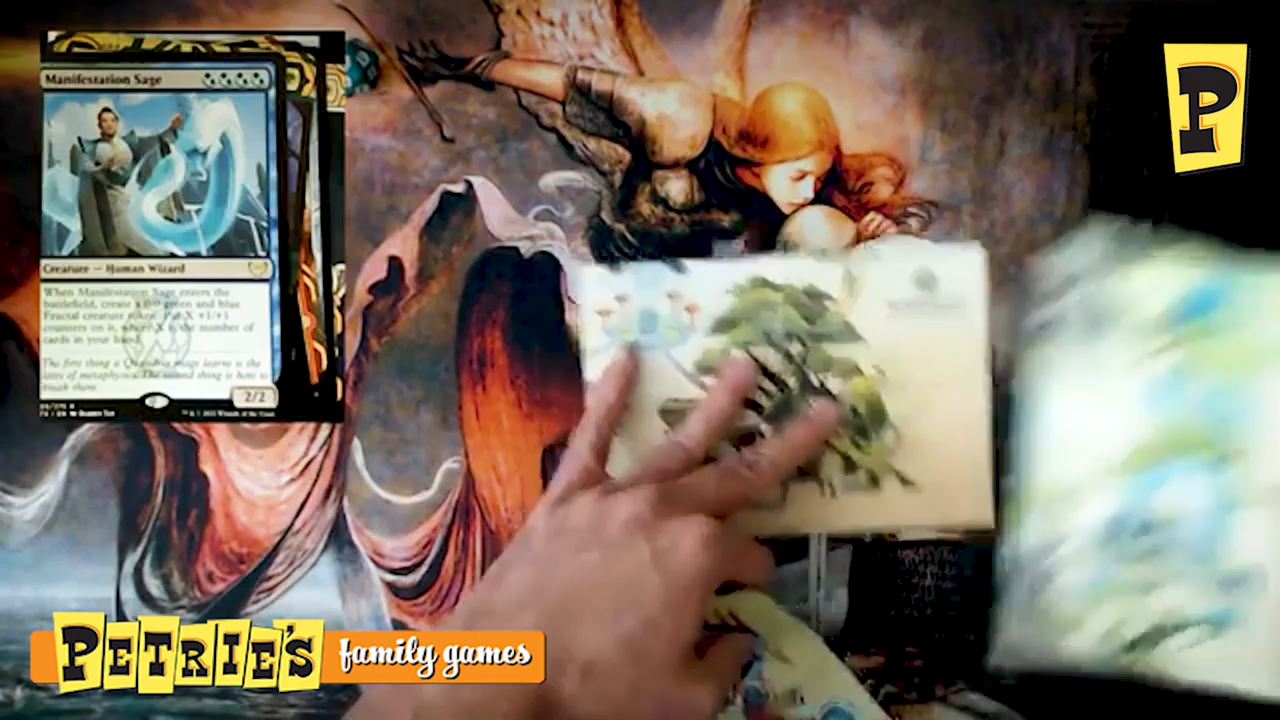 Manifestation Sage
P
Creature — Human Wizard
When Manifestation Sage enters the
battlefield, create a 0/0 green and blue
Fractal creature token. Put X +1/+1
counters on it, where X is the number of
cards in your hand.
The first thing a Quandrix mage learns is the
laws of metaphysics. The second thing is how to
break them.
2/2
PETRIE'S family games